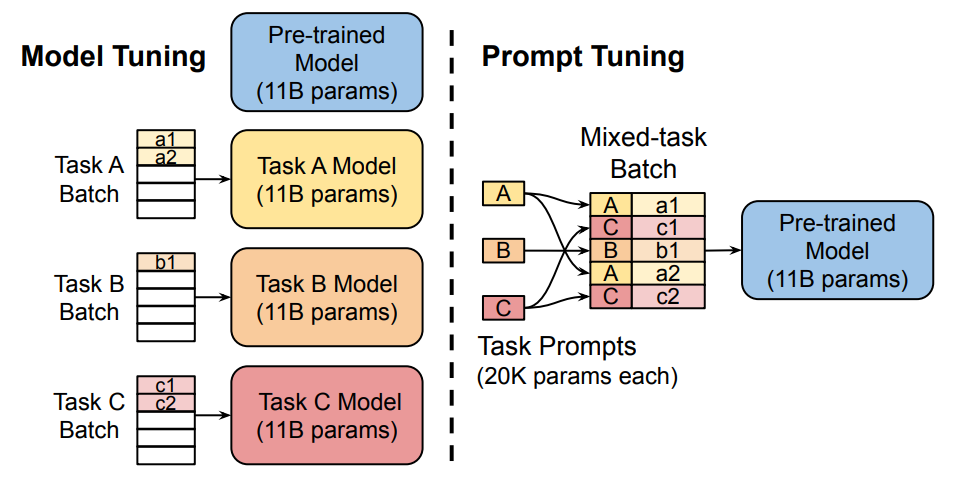 Model Tuning
Pre-trained
Model
(11B params)
Task A
Batch
a1
a2
Task A Model
(11B params)
Task B
Batch
b1
Task B Model
(11B params)
Task C
Batch
c1
c2
Task C Model
(11B params)
Prompt Tuning
Mixed-task
Batch
A
B
C
A a1
C c1
B b1
A a2
C c2
Task Prompts
(20K params each)
Pre-trained
Model
(11B params)